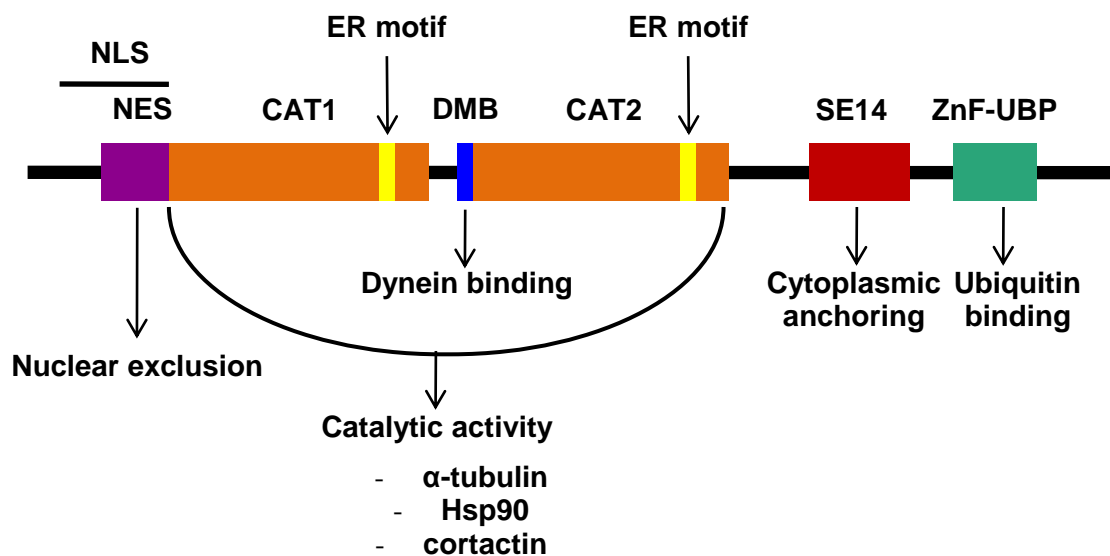 ER motif
ER motif
NLS
NES
CAT1
DMB
CAT2
SE14
ZnF-UBP
Dynein binding
Cytoplasmic
anchoring
Ubiquitin
binding
Nuclear exclusion
Catalytic activity
- α-tubulin
- Hsp90
- cortactin